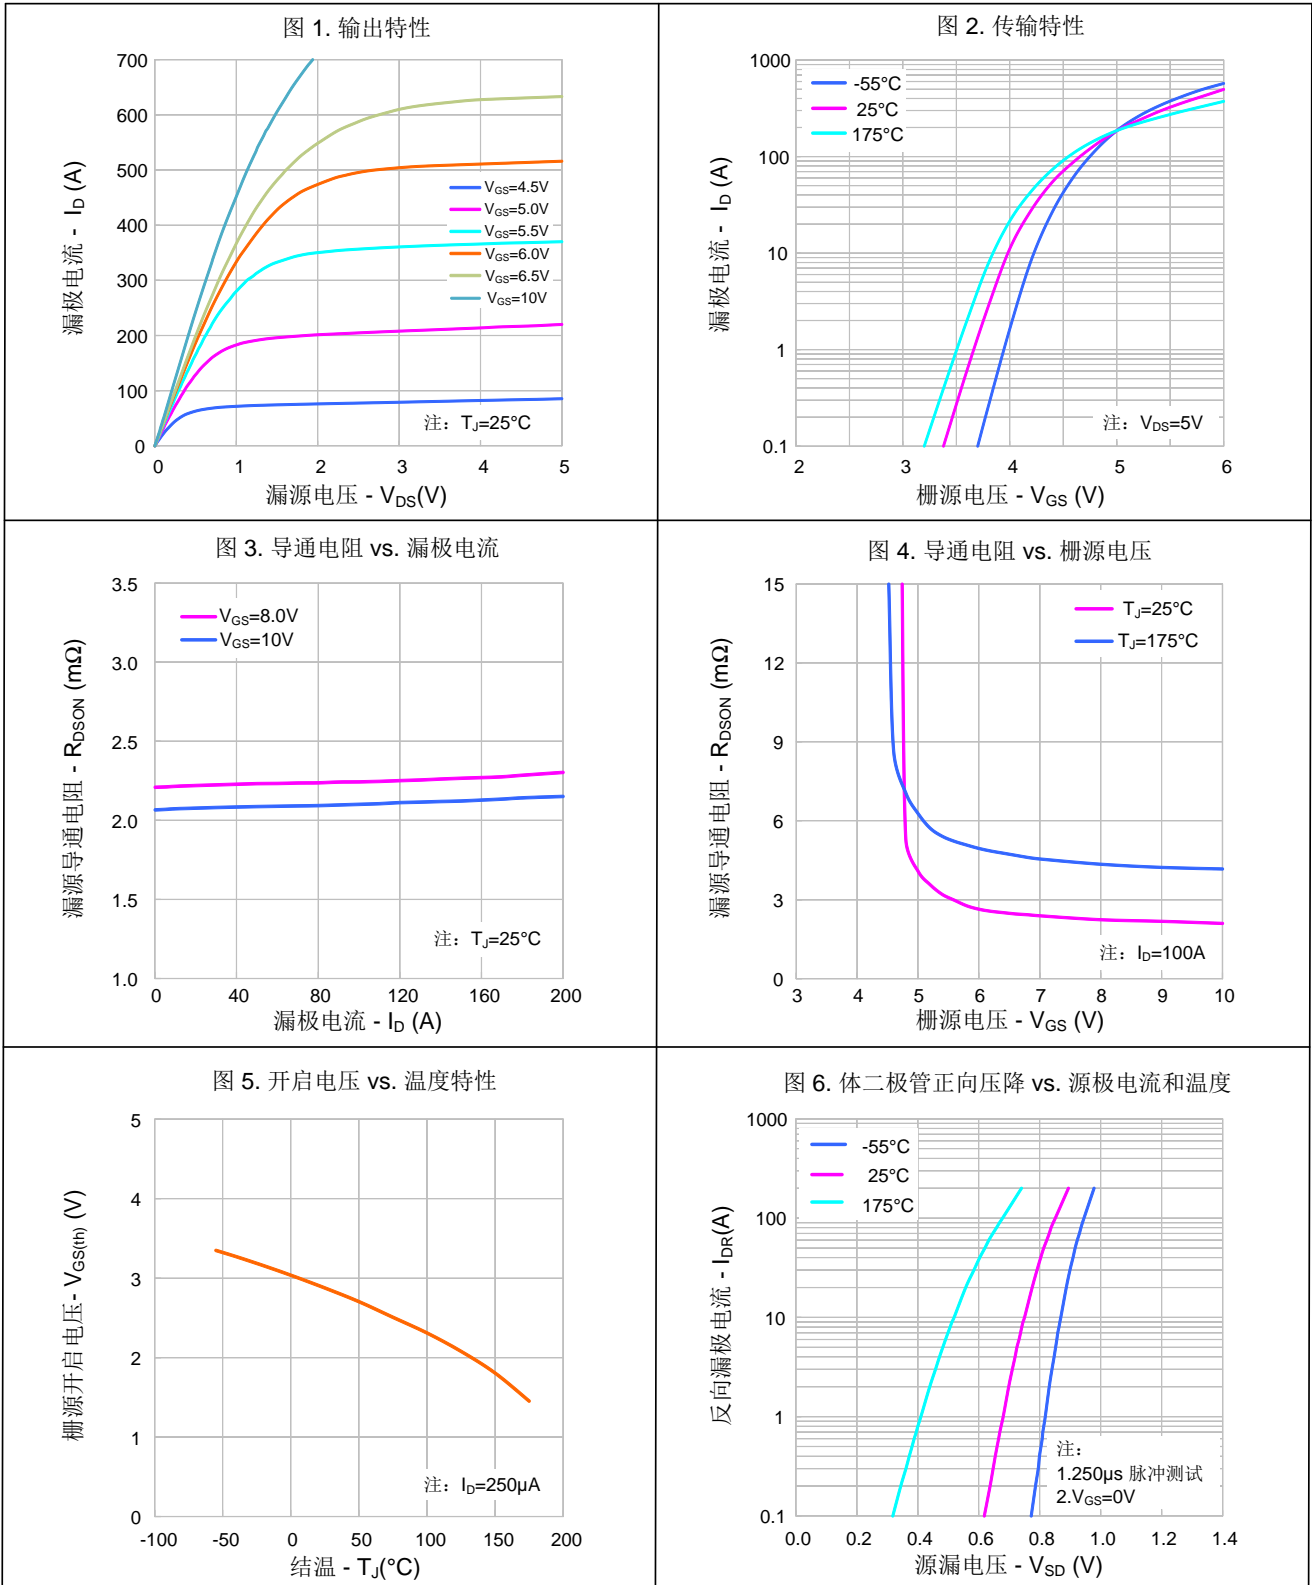 图 1. 输出特性
700
600
500
400
300
200
100
0
0 1 2 3 4 5
漏极电流 - ID (A)
漏源电压 - VDS(V)
VGS=4.5V
VGS=5.0V
VGS=5.5V
VGS=6.0V
VGS=6.5V
VGS=10V
注：TJ=25°C
图 2. 传输特性
1000
100
10
1
0.1
2 3 4 5 6
漏极电流 - ID (A)
栅源电压 - VGS (V)
-55°C
25°C
175°C
注：VDS=5V
图 3. 导通电阻 vs. 漏极电流
3.5
3.0
2.5
2.0
1.5
1.0
0 40 80 120 160 200
漏源导通电阻 - RDSON (mΩ)
漏极电流 - ID (A)
VGS=8.0V
VGS=10V
注：TJ=25°C
图 4. 导通电阻 vs. 栅源电压
15
12
9
6
3
0
3 4 5 6 7 8 9 10
漏源导通电阻 - RDSON (mΩ)
栅源电压 - VGS (V)
TJ=25°C
TJ=175°C
注：ID=100A
图 5. 开启电压 vs. 温度特性
5
4
3
2
1
0
-100 -50 0 50 100 150 200
栅源开启电压- VGS(th) (V)
结温 - TJ(°C)
注：ID=250μA
图 6. 体二极管正向压降 vs. 源极电流和温度
1000
100
10
1
0.1
0.0 0.2 0.4 0.6 0.8 1.0 1.2 1.4
反向漏极电流 - IDR(A)
源漏电压 - VSD (V)
-55°C
25°C
175°C
注：
1.250μs 脉冲测试
2.VGS=0V